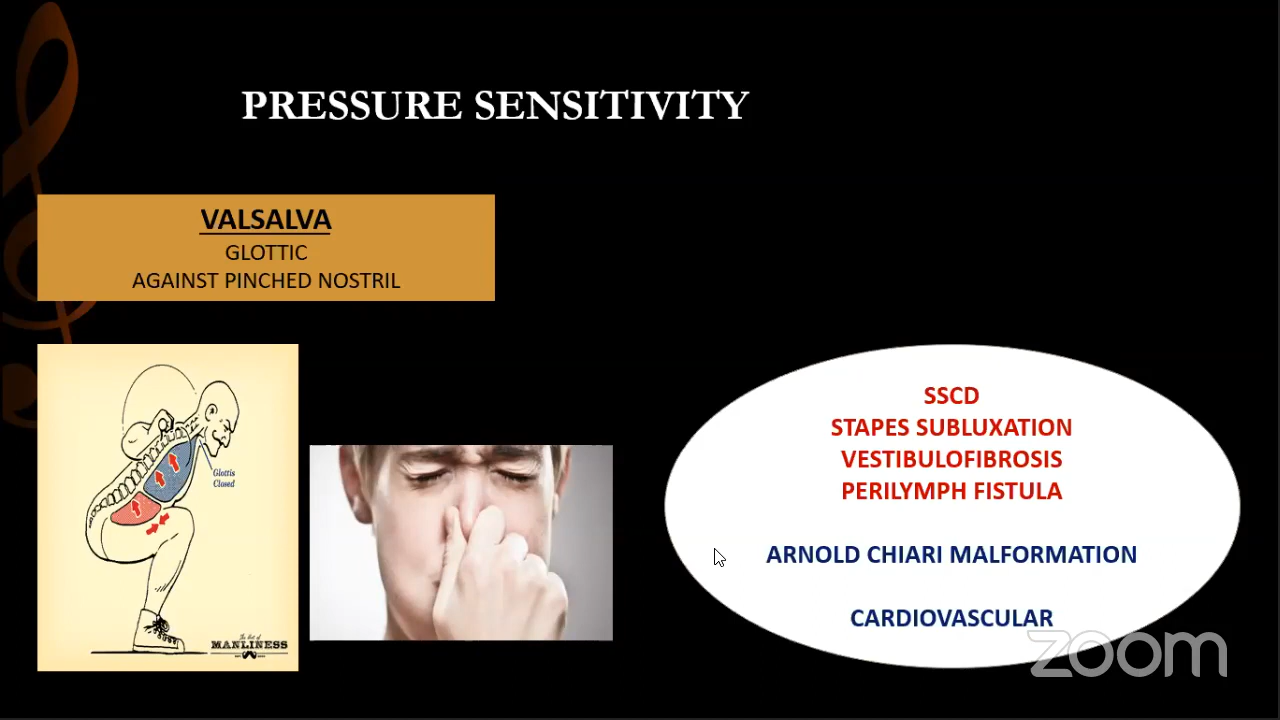 PRESSURE SENSITIVITY
VALSALVA
GLOTTIC
AGAINST PINCHED NOSTRIL
Glottis
Closed
The Art of
MANLINESS
SSCD
STAPES SUBLUXATION
VESTIBULOFIBROSIS
PERILYMPH FISTULA
ARNOLD CHIARI MALFORMATION
CARDIOVASCULAR
zoom